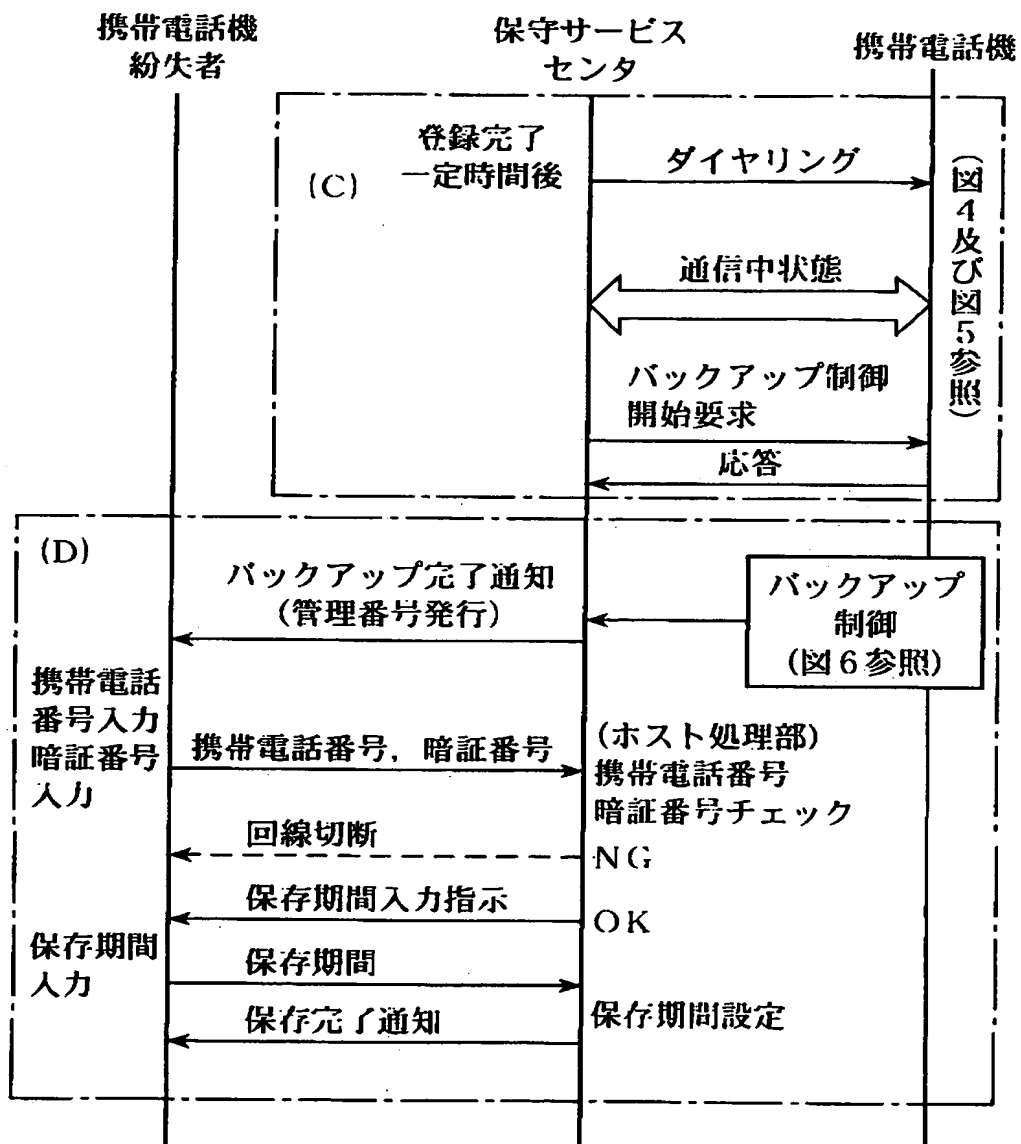 携帯電話機
紛失者
保守サービス
センタ
携帯電話機
(C)
登録完了
一定時間後
ダイヤリング
通信中状態
バックアップ制御
開始要求
応答
(図4及び図5参照)
(D)
バックアップ完了通知
(管理番号発行)
バックアップ
制御
(図6参照)
携帯電話
番号入力
暗証番号
入力
携帯電話番号，暗証番号
(ホスト処理部)
携帯電話番号
暗証番号チェック
回線切断
NG
保存期間入力指示
OK
保存期間
入力
保存期間
保存期間設定
保存完了通知